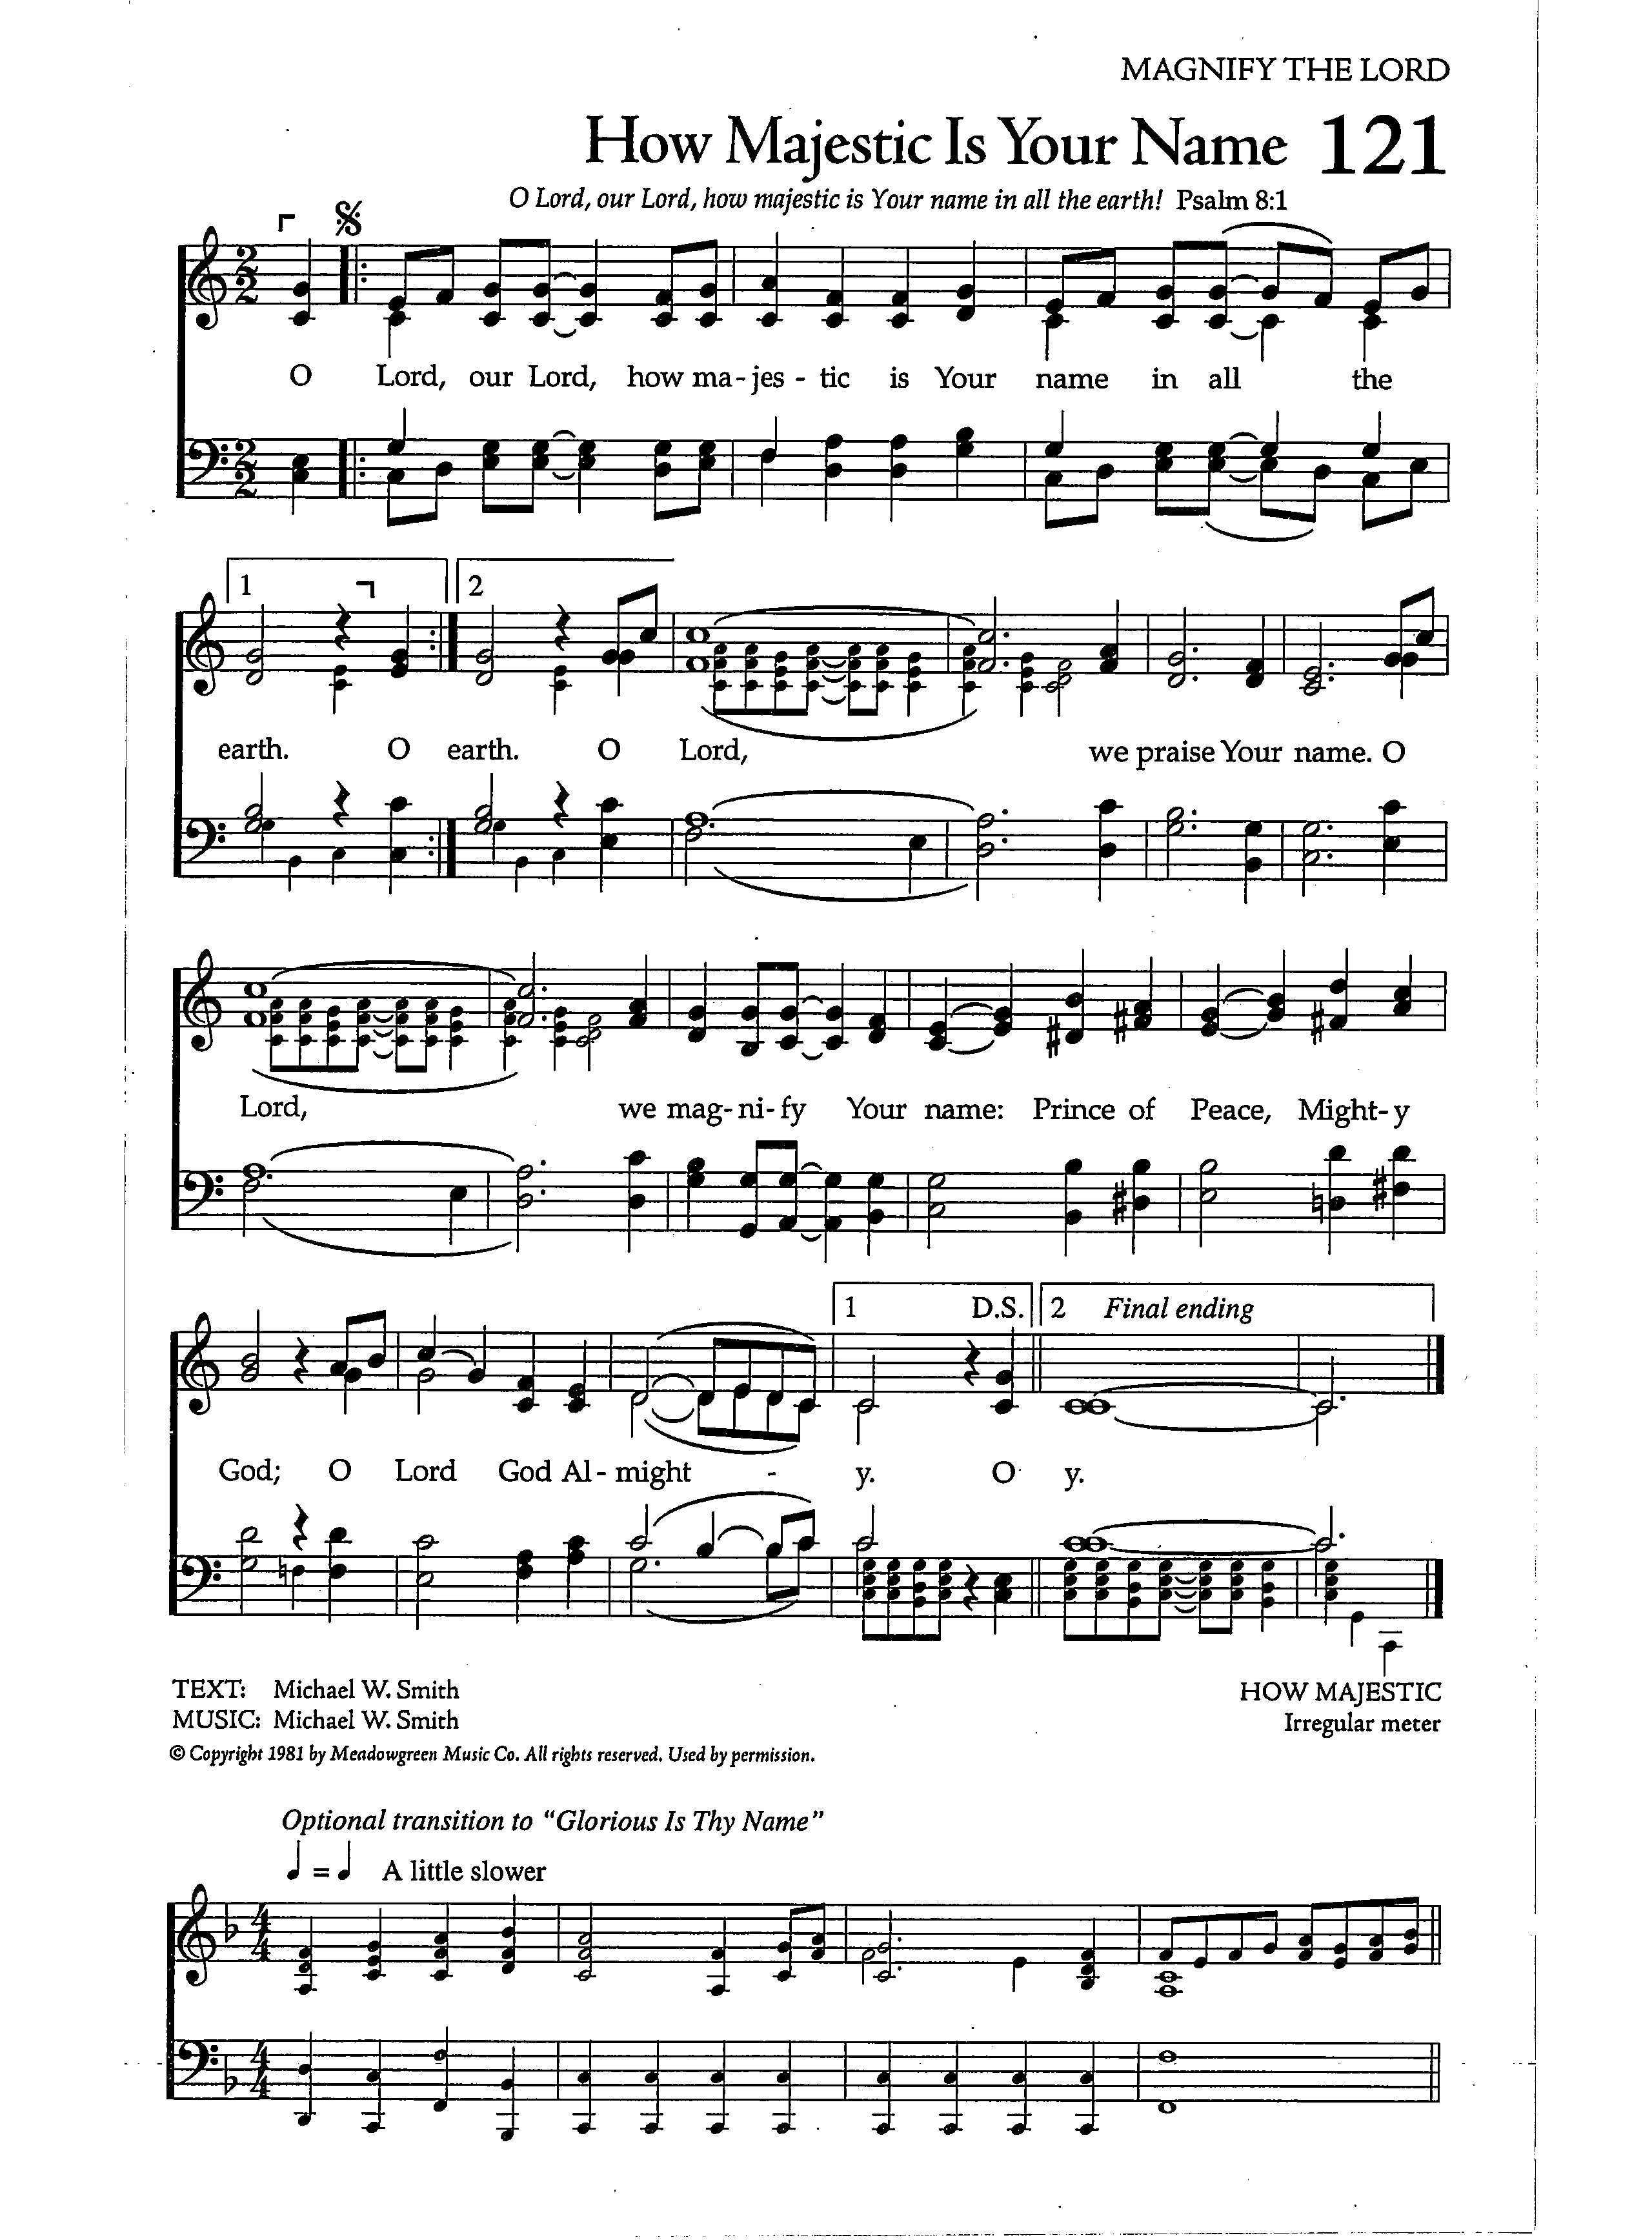 MAGNIFY THE LORD
How Majestic Is Your Name 121
O Lord, our Lord, how majestic is Your name in all the earth! Psalm 8:1
O Lord, our Lord, how ma - jes - tic is Your name in all the
1 2
earth. O earth. O Lord, we praise Your name. O
Lord, we mag - ni - fy Your name: Prince of Peace, Might - y
1 D.S. 2 Final ending
God; O Lord God Al - might - y. O y.
TEXT: Michael W. Smith
MUSIC: Michael W. Smith
© Copyright 1981 by Meadowgreen Music Co. All rights reserved. Used by permission.
HOW MAJESTIC
Irregular meter
Optional transition to "Glorious Is Thy Name"
♩ = ♩ A little slower